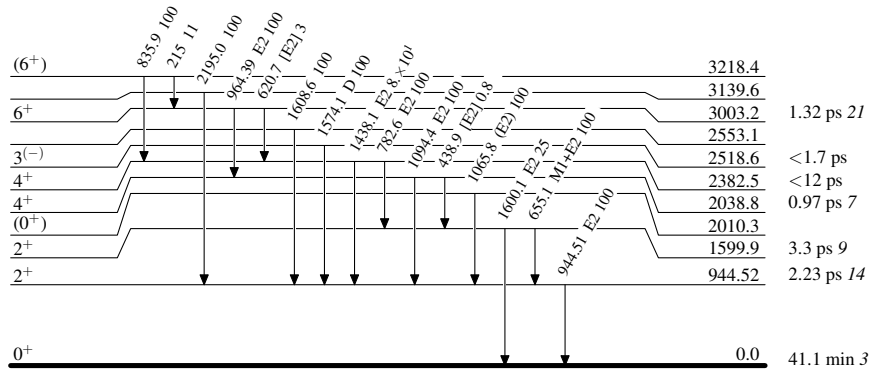 835.9 100
215 11
2195.0 100
964.39 E2 100
620.7 [E2] 3
1608.6 100
1574.1 D 100
1438.1 E2 8.×10¹
782.6 E2 100
1094.4 E2 100
438.9 [E2] 0.8
1065.8 (E2) 100
1600.1 E2 25
655.1 M1+E2 100
944.51 E2 100
(6⁺) 3218.4
3139.6
6⁺ 3003.2 1.32 ps 21
2553.1
3⁽⁻⁾ 2518.6 <1.7 ps
4⁺ 2382.5 <12 ps
4⁺ 2038.8 0.97 ps 7
(0⁺) 2010.3
2⁺ 1599.9 3.3 ps 9
2⁺ 944.52 2.23 ps 14
0⁺ 0.0 41.1 min 3